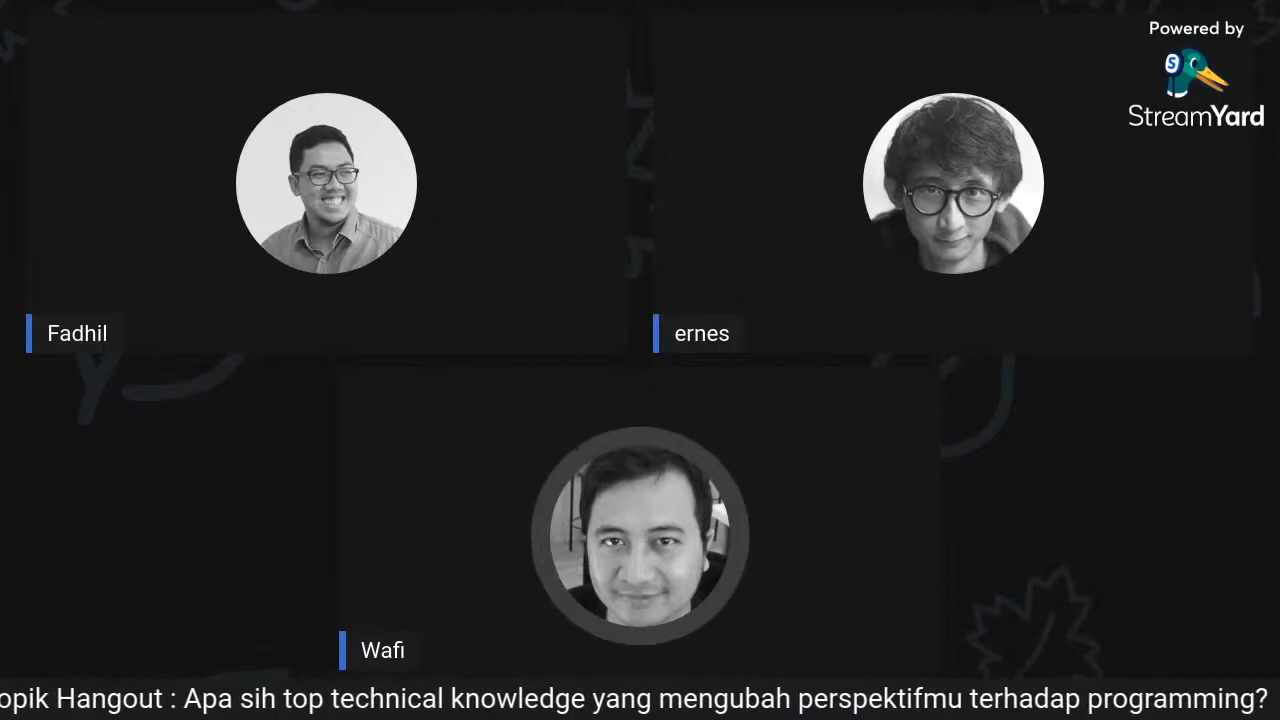 Powered by
S
StreamYard
Fadhil
ernes
Wafi
opik Hangout : Apa sih top technical knowledge yang mengubah perspektifmu terhadap programming?